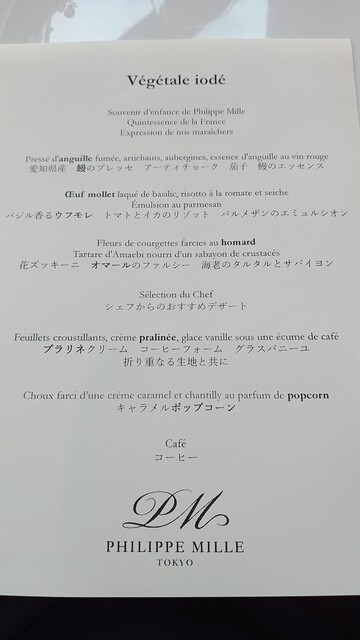 Végétale iodé
Souvenir d'enfance de Philippe Mille
Quintessence de la France
Expression de nos maraîchers
Pressé d'anguille fumée, artichauts, aubergines, essence d'anguille au vin rouge
愛知県産 鰻のプレッセ アーティチョーク 茄子 鰻のエッセンス
Œuf mollet laqué de basilic, risotto à la tomate et seiche
Émulsion au parmesan
バジル香るウフモレ トマトとイカのリゾット パルメザンのエミュルシオン
Fleurs de courgettes farcies au homard
Tartare d'Amaebi nourri d'un sabayon de crustacés
花ズッキーニ オマールのファルシー 海老のタルタルとサバイヨン
Sélection du Chef
シェフからのおすすめデザート
Feuillets croustillants, crème pralinée, glace vanille sous une écume de café
プラリネクリーム コーヒーフォーム グラスバニーユ
折り重なる生地と共に
Choux farci d'une crème caramel et chantilly au parfum de popcorn
キャラメルポップコーン
Café
コーヒー
PM
PHILIPPE MILLE
TOKYO